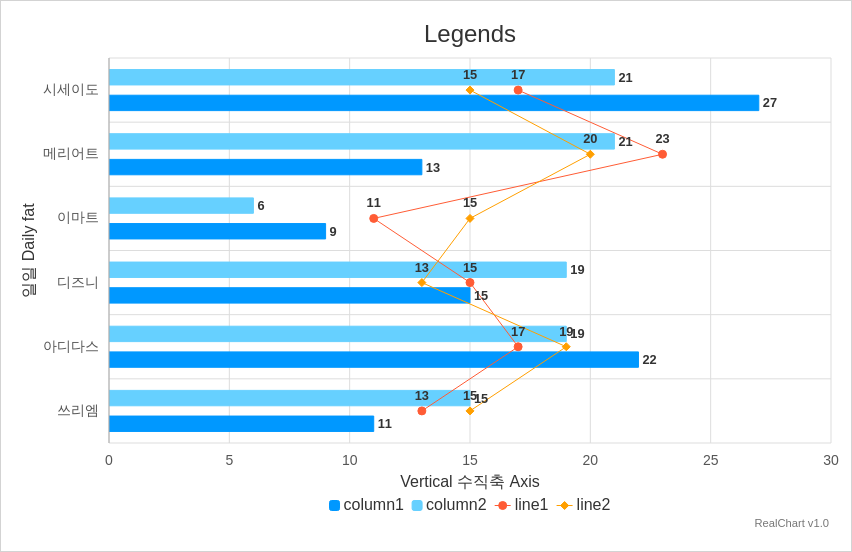 Legends
일일 Daily fat
시세이도
15
17
21
27
메리어트
20
21
23
13
이마트
6
11
15
9
디즈니
13
15
19
15
아디다스
17
19
19
22
쓰리엠
13
15
15
11
0 5 10 15 20 25 30
Vertical 수직축 Axis
column1 column2 line1 line2
RealChart v1.0